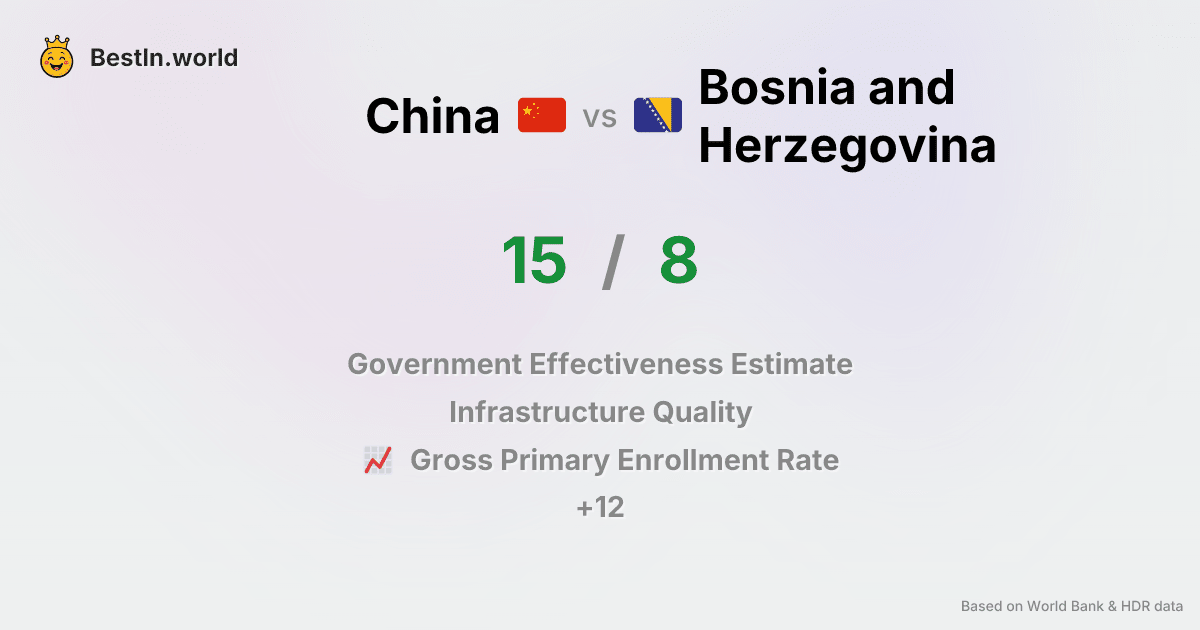 BestIn.world
China vs Bosnia and
Herzegovina
15 / 8
Government Effectiveness Estimate
Infrastructure Quality
Gross Primary Enrollment Rate
+12
Based on World Bank & HDR data